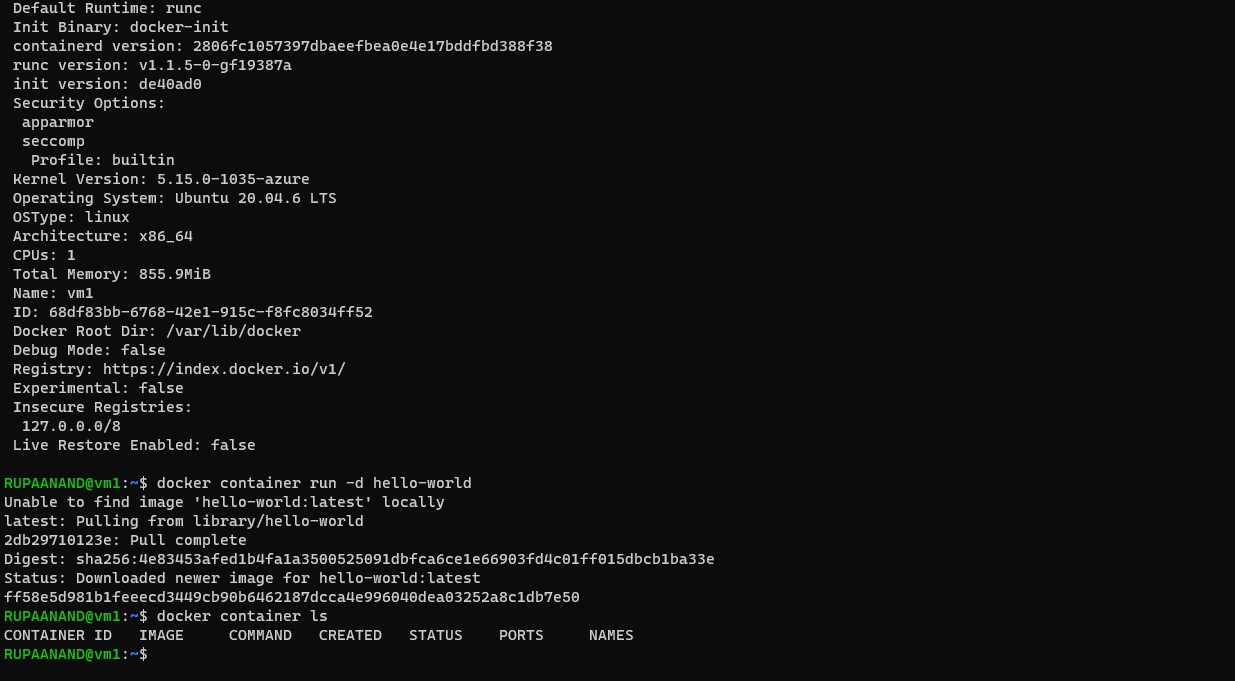 Default Runtime: runc
Init Binary: docker-init
containerd version: 2806fc1057397dbaeefbea0e4e17bddfbd388f38
runc version: v1.1.5-0-gf19387a
init version: de40ad0
Security Options:
apparmor
seccomp
Profile: builtin
Kernel Version: 5.15.0-1035-azure
Operating System: Ubuntu 20.04.6 LTS
OSType: linux
Architecture: x86_64
CPUs: 1
Total Memory: 855.9MiB
Name: vm1
ID: 68df83bb-6768-42e1-915c-f8fc8034ff52
Docker Root Dir: /var/lib/docker
Debug Mode: false
Registry: https://index.docker.io/v1/
Experimental: false
Insecure Registries:
127.0.0.0/8
Live Restore Enabled: false
RUPAANAND@vm1:~$ docker container run -d hello-world
Unable to find image 'hello-world:latest' locally
latest: Pulling from library/hello-world
2db29710123e: Pull complete
Digest: sha256:4e83453afed1b4fa1a3500525091dbfca6ce1e66903fd4c01ff015dbcb1ba33e
Status: Downloaded newer image for hello-world:latest
ff58e5d981b1feeecd3449cb90b6462187dcca4e996040dea03252a8c1db7e50
RUPAANAND@vm1:~$ docker container ls
CONTAINER ID   IMAGE     COMMAND   CREATED   STATUS    PORTS     NAMES
RUPAANAND@vm1:~$